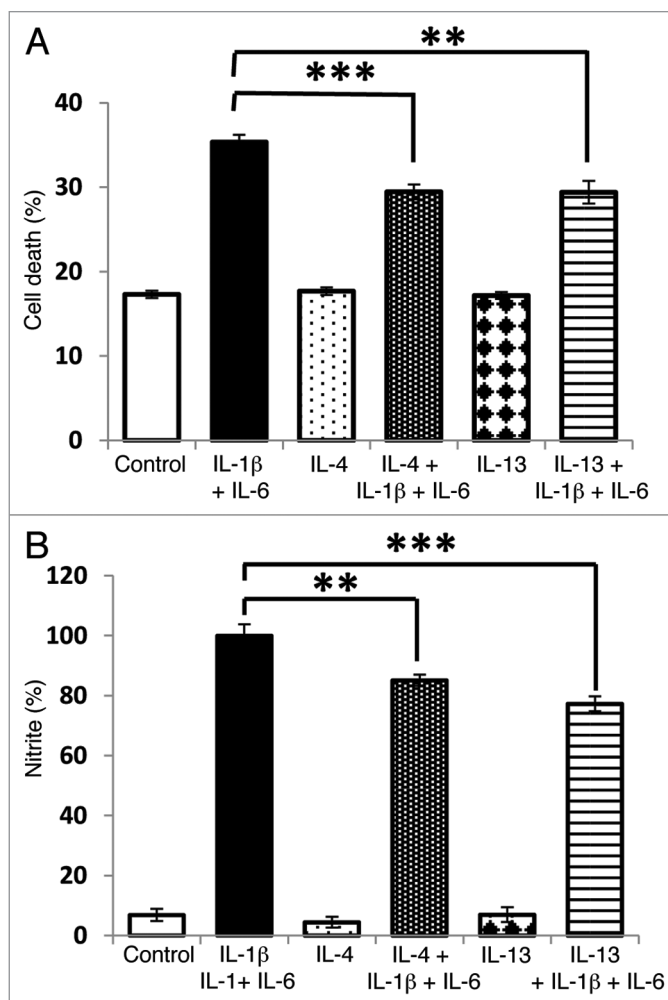 A
**
***
40
30
20
10
0
Cell death (%)
Control IL-1β IL-4 IL-4 + IL-13 IL-13 +
+ IL-6 IL-1β + IL-6 IL-1β + IL-6
B
***
**
120
100
80
60
40
20
0
Nitrite (%)
Control IL-1β IL-4 IL-4 + IL-13 IL-13
IL-1+ IL-6 IL-1β + IL-6 + IL-1β + IL-6